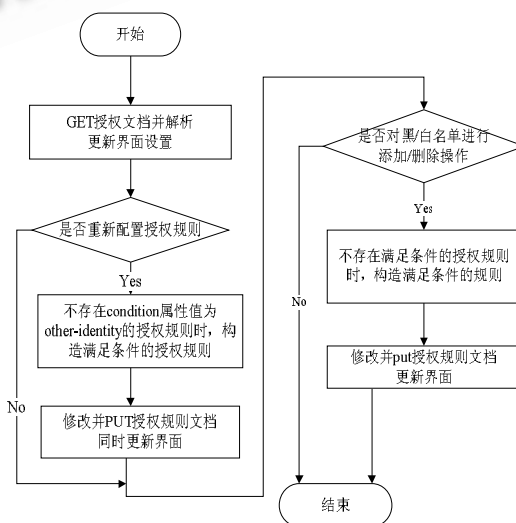 开始
GET授权文档并解析
更新界面设置
是否重新配置授权规则
Yes
不存在condition属性值为
other-identity的授权规则时，构
造满足条件的授权规则
No
修改并PUT授权规则文档
同时更新界面
是否对黑/白名单进行
添加/删除操作
Yes
不存在满足条件的授权规则
时，构造满足条件的规则
No
修改并put授权规则文档
更新界面
结束